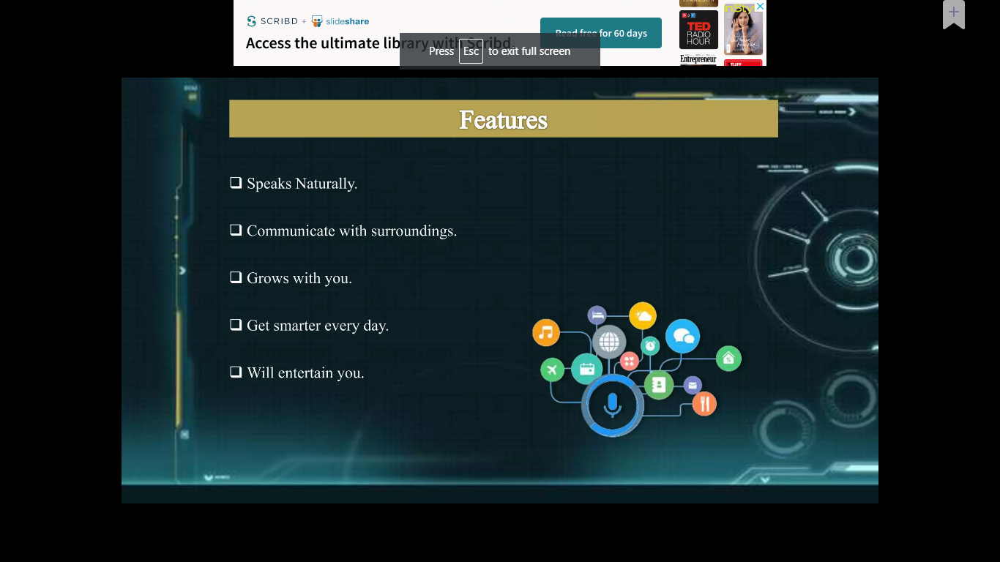 SCRIBD + slideshare
Access the ultimate library with Scribd
Read free for 60 days
TED
RADIO
HOUR
InStyle
Entrepreneur
Press Esc to exit full screen
Features
Speaks Naturally.
Communicate with surroundings.
Grows with you.
Get smarter every day.
Will entertain you.